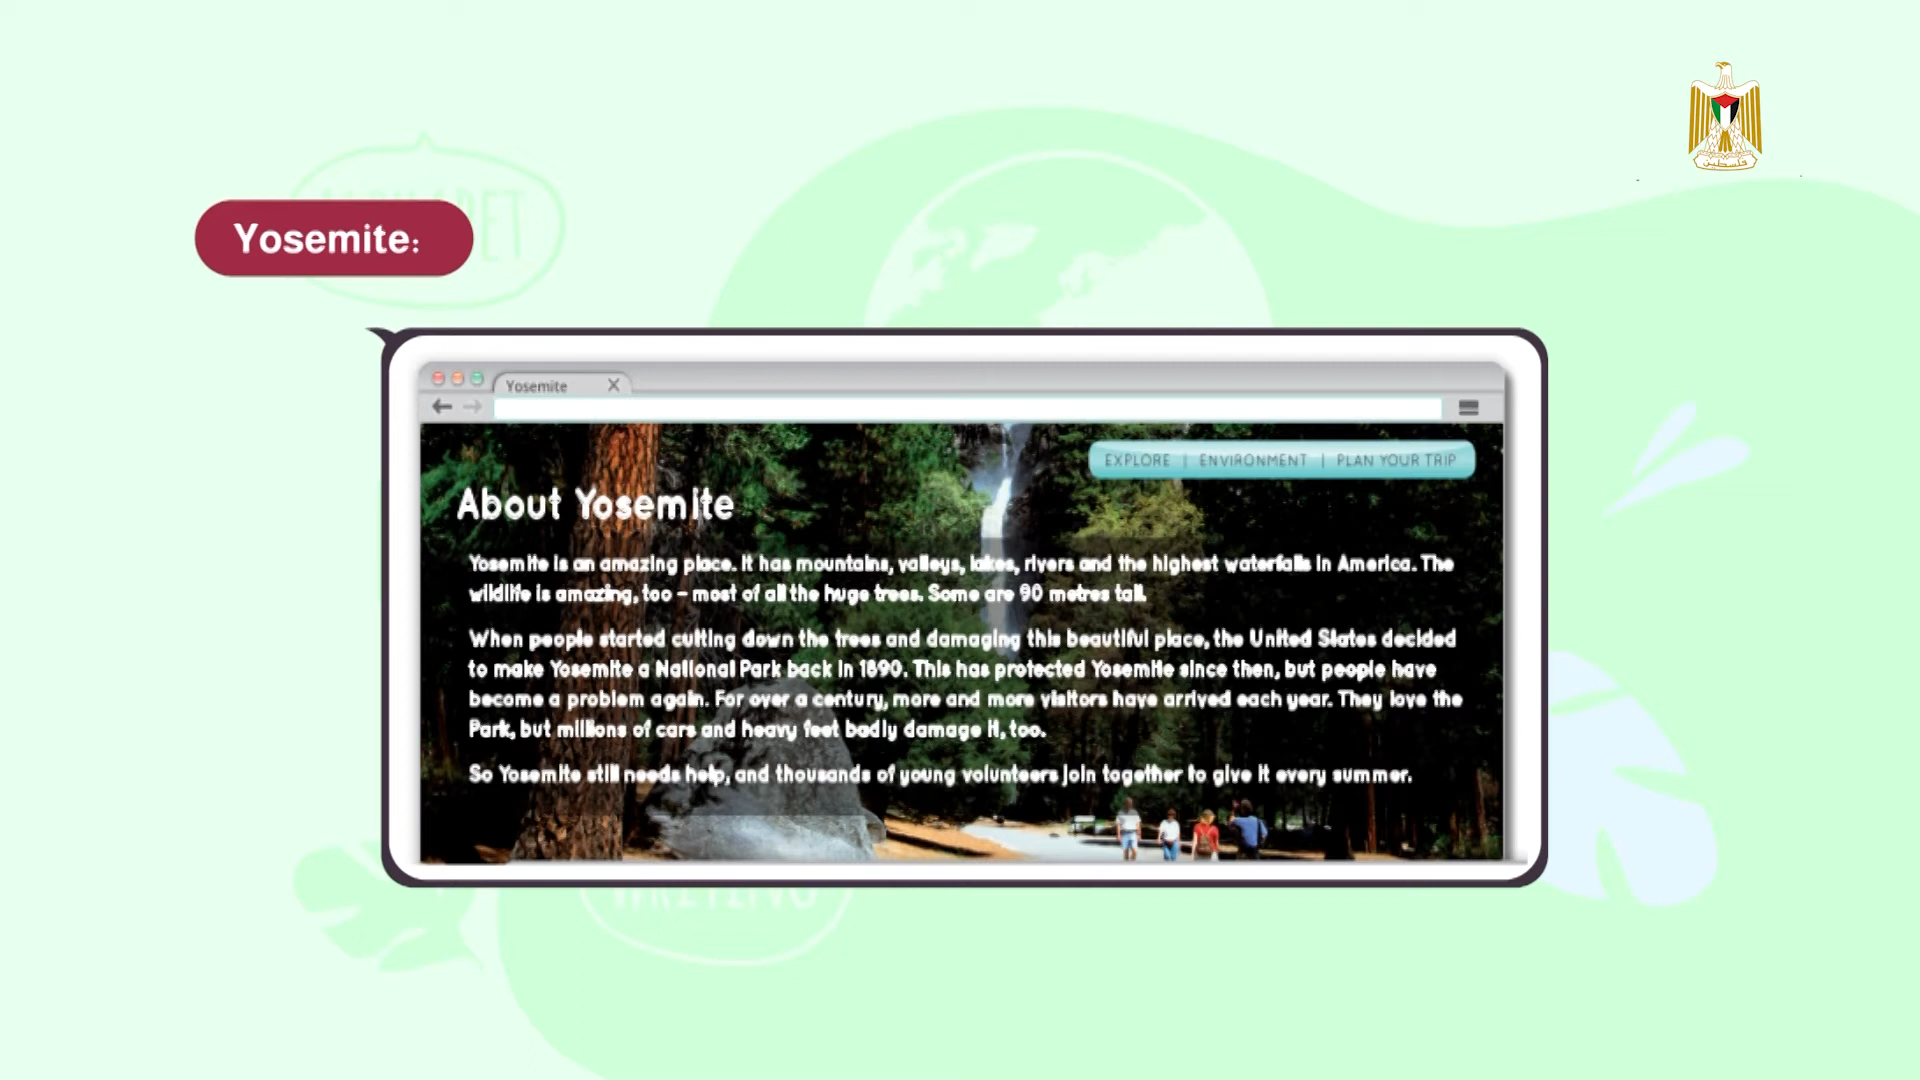 ALPHABET
Yosemite:
فلسطين
Yosemite
EXPLORE | ENVIRONMENT | PLAN YOUR TRIP
About Yosemite
Yosemite is an amazing place. It has mountains, valleys, lakes, rivers and the highest waterfalls in America. The
wildlife is amazing, too – most of all the huge trees. Some are 90 metres tall.
When people started cutting down the trees and damaging this beautiful place, the United States decided
to make Yosemite a National Park back in 1890. This has protected Yosemite since then, but people have
become a problem again. For over a century, more and more visitors have arrived each year. They love the
Park, but millions of cars and heavy feet badly damage it, too.
So Yosemite still needs help, and thousands of young volunteers join together to give it every summer.
WRITING